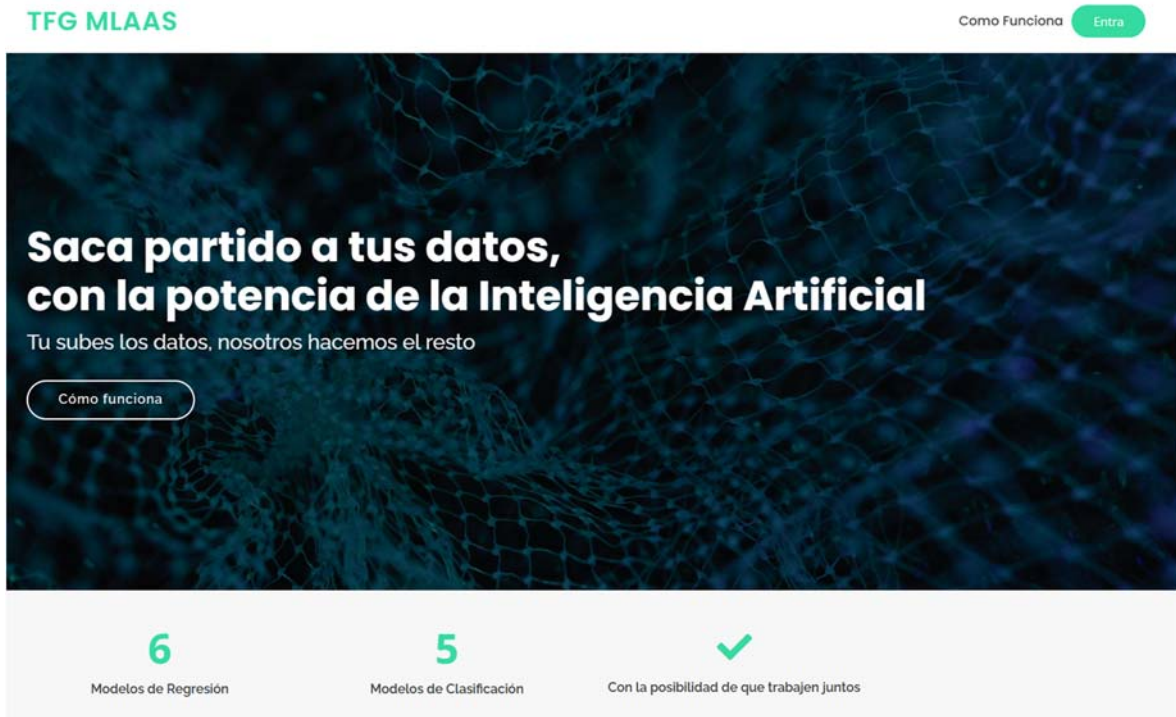 TFG MLAAS
Como Funciona
Entra
Saca partido a tus datos,
con la potencia de la Inteligencia Artificial
Tu subes los datos, nosotros hacemos el resto
Cómo funciona
6
Modelos de Regresión
5
Modelos de Clasificación
Con la posibilidad de que trabajen juntos